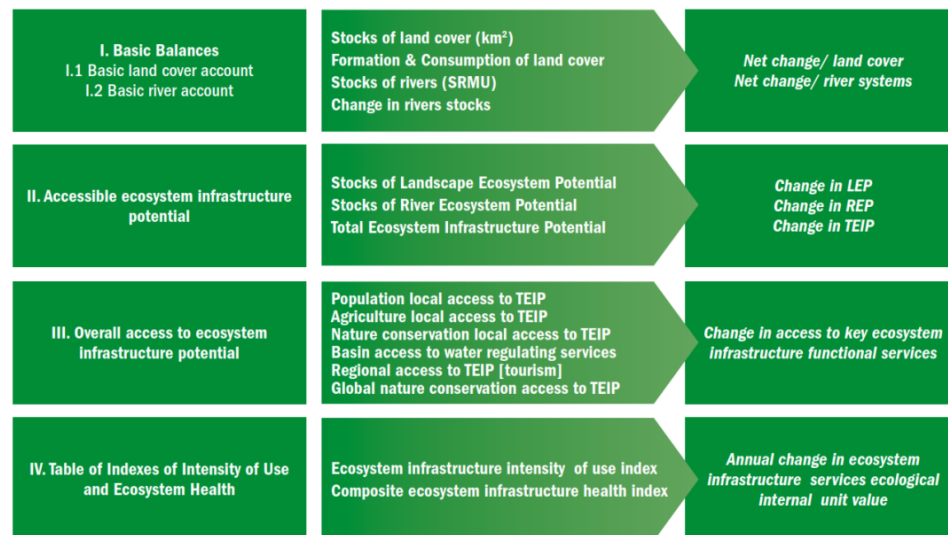 I. Basic Balances
I.1 Basic land cover account
I.2 Basic river account
Stocks of land cover (km²)
Formation & Consumption of land cover
Stocks of rivers (SRMU)
Change in rivers stocks
Net change/ land cover
Net change/ river systems
II. Accessible ecosystem infrastructure
potential
Stocks of Landscape Ecosystem Potential
Stocks of River Ecosystem Potential
Total Ecosystem Infrastructure Potential
Change in LEP
Change in REP
Change in TEIP
III. Overall access to ecosystem
infrastructure potential
Population local access to TEIP
Agriculture local access to TEIP
Nature conservation local access to TEIP
Basin access to water regulating services
Regional access to TEIP [tourism]
Global nature conservation access to TEIP
Change in access to key ecosystem
infrastructure functional services
IV. Table of Indexes of Intensity of Use
and Ecosystem Health
Ecosystem infrastructure intensity of use index
Composite ecosystem infrastructure health index
Annual change in ecosystem
infrastructure services ecological
internal unit value